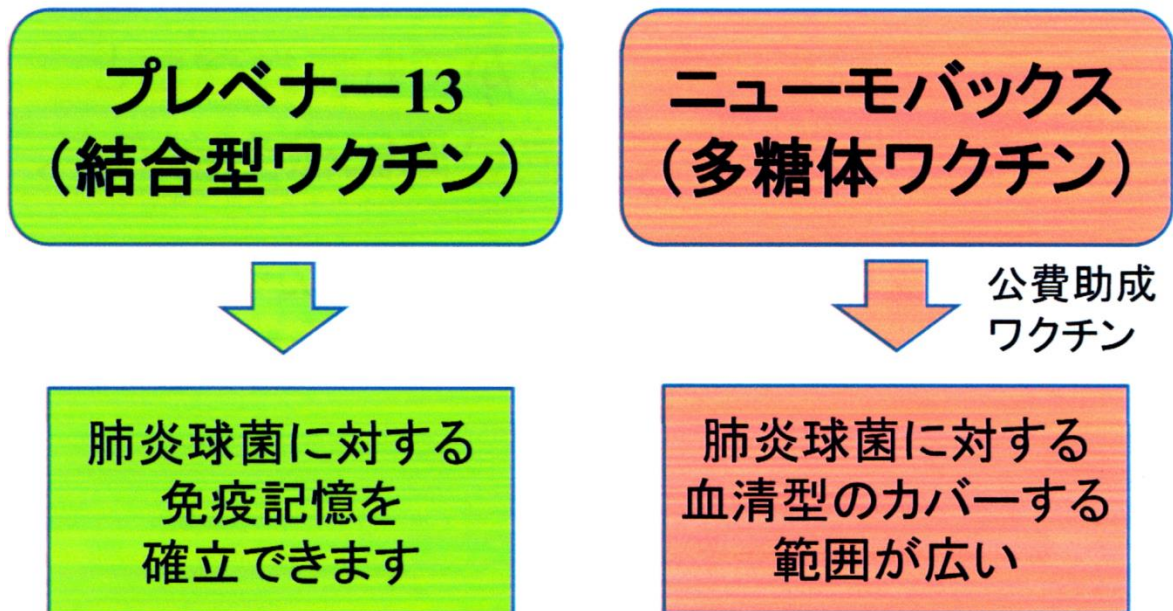 プレベナー13
(結合型ワクチン)
肺炎球菌に対する
免疫記憶を
確立できます
ニューモバックス
(多糖体ワクチン)
公費助成
ワクチン
肺炎球菌に対する
血清型のカバーする
範囲が広い